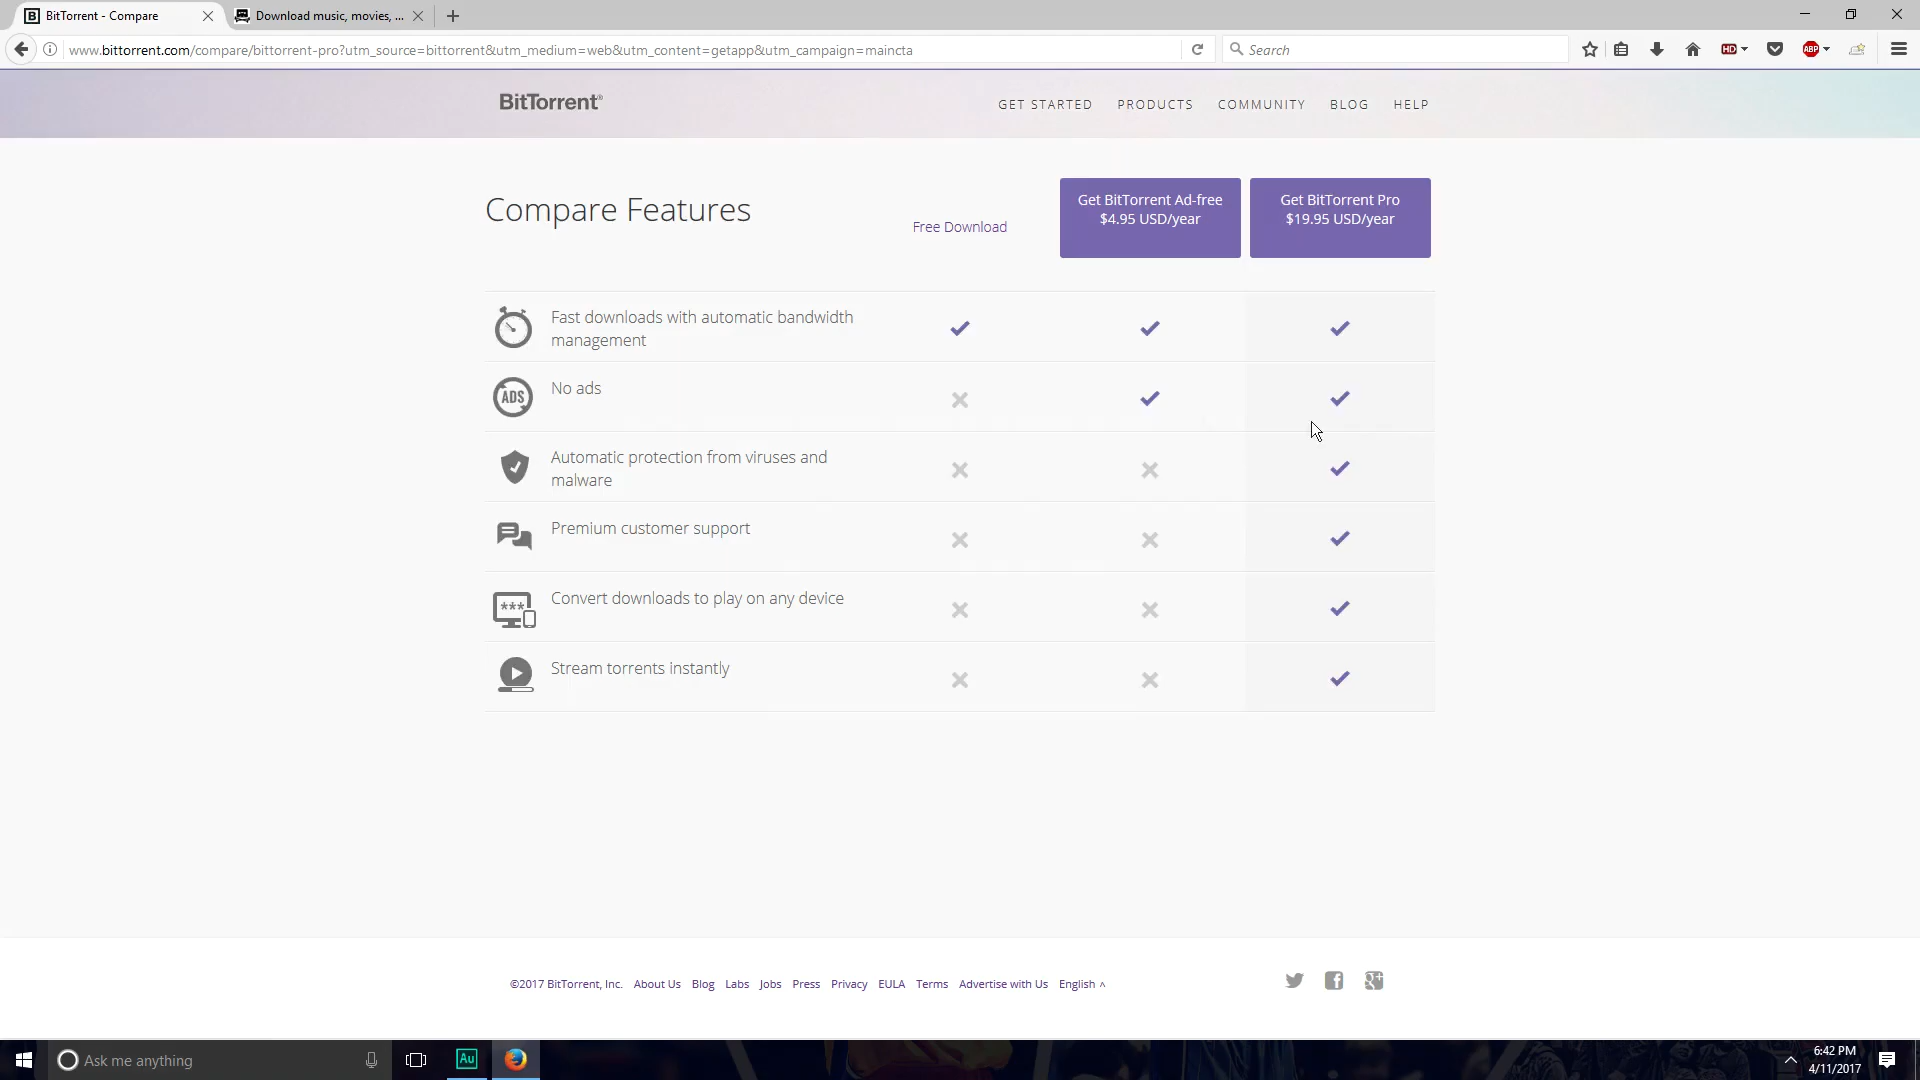 BitTorrent - Compare
Download music, movies, ...
www.bittorrent.com/compare/bittorrent-pro?utm_source=bittorrent&utm_medium=web&utm_content=getapp&utm_campaign=maincta
Search
HD
ABP
BitTorrent®
GET STARTED PRODUCTS COMMUNITY BLOG HELP
Compare Features
Free Download
Get BitTorrent Ad-free
$4.95 USD/year
Get BitTorrent Pro
$19.95 USD/year
Fast downloads with automatic bandwidth
management
ADS
No ads
Automatic protection from viruses and
malware
Premium customer support
***
Convert downloads to play on any device
Stream torrents instantly
©2017 BitTorrent, Inc. About Us Blog Labs Jobs Press Privacy EULA Terms Advertise with Us English ^
Ask me anything
Au
6:42 PM
4/11/2017